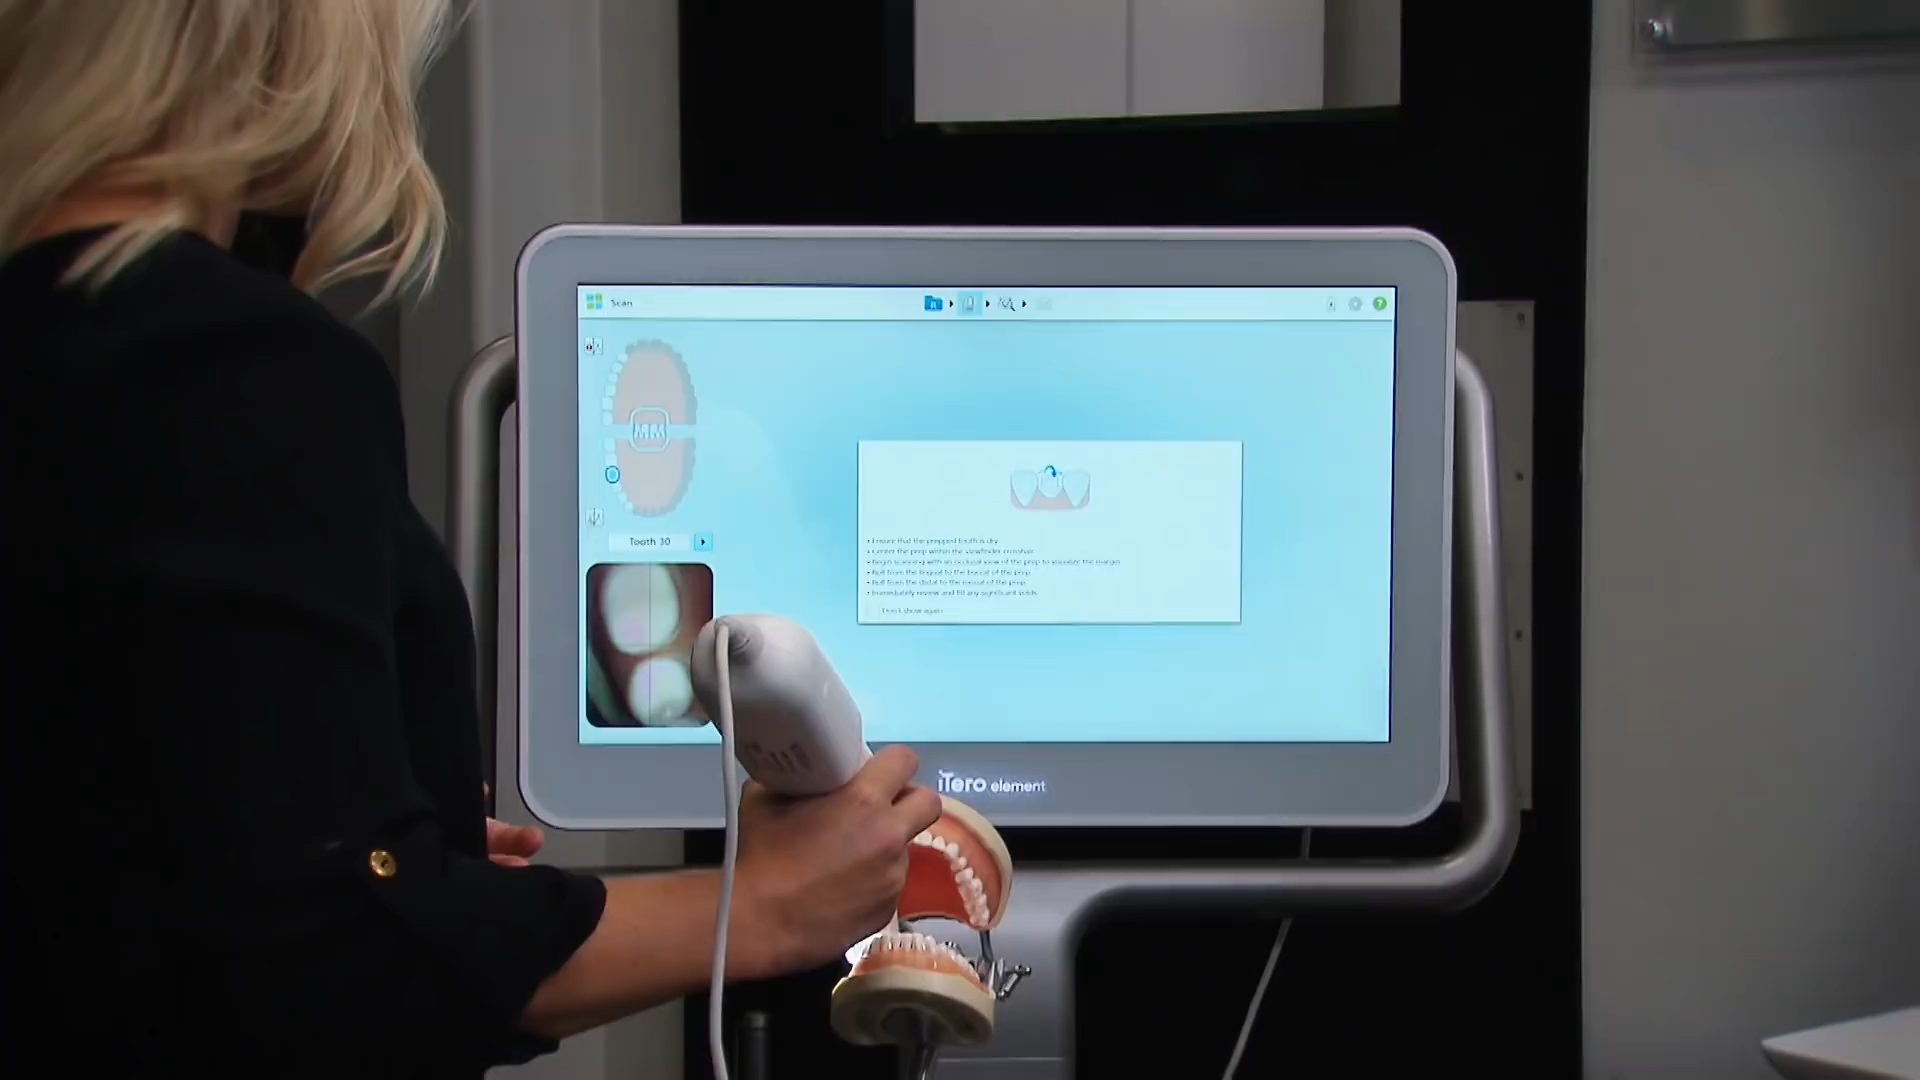 Scan
Tooth 30
• Ensure that the prepped tooth is dry.
• Center the prep within the viewfinder crosshair.
• Begin scanning with an occlusal view of the prep to visualize the margin.
• Roll from the lingual to the buccal of the prep.
• Roll from the distal to the mesial of the prep.
• Immediately review and fill any significant voids.
Don't show again
iTero element